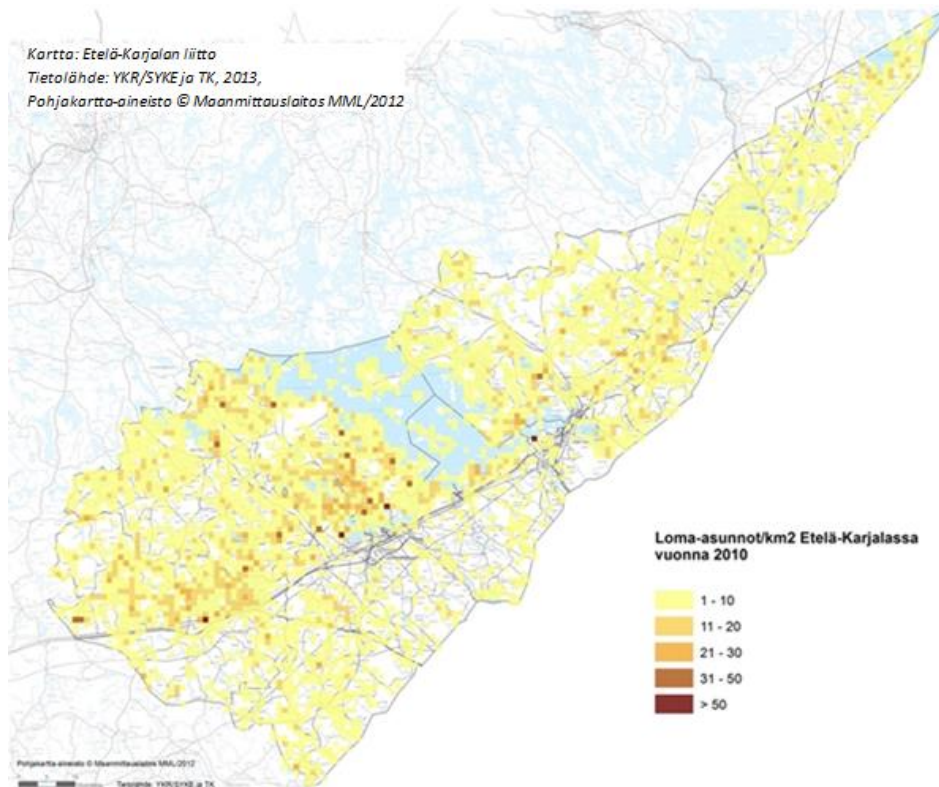 Kartta: Etelä-Karjalan liitto
Tietolähde: YKR/SYKE ja TK, 2013,
Pohjakartta-aineisto © Maanmittauslaitos MML/2012
Loma-asunnot/km2 Etelä-Karjalassa
vuonna 2010
1 - 10
11 - 20
21 - 30
31 - 50
> 50
Pohjakartta-aineisto © Maanmittauslaitos MML/2012
Tietolähde: YKR/SYKE ja TK